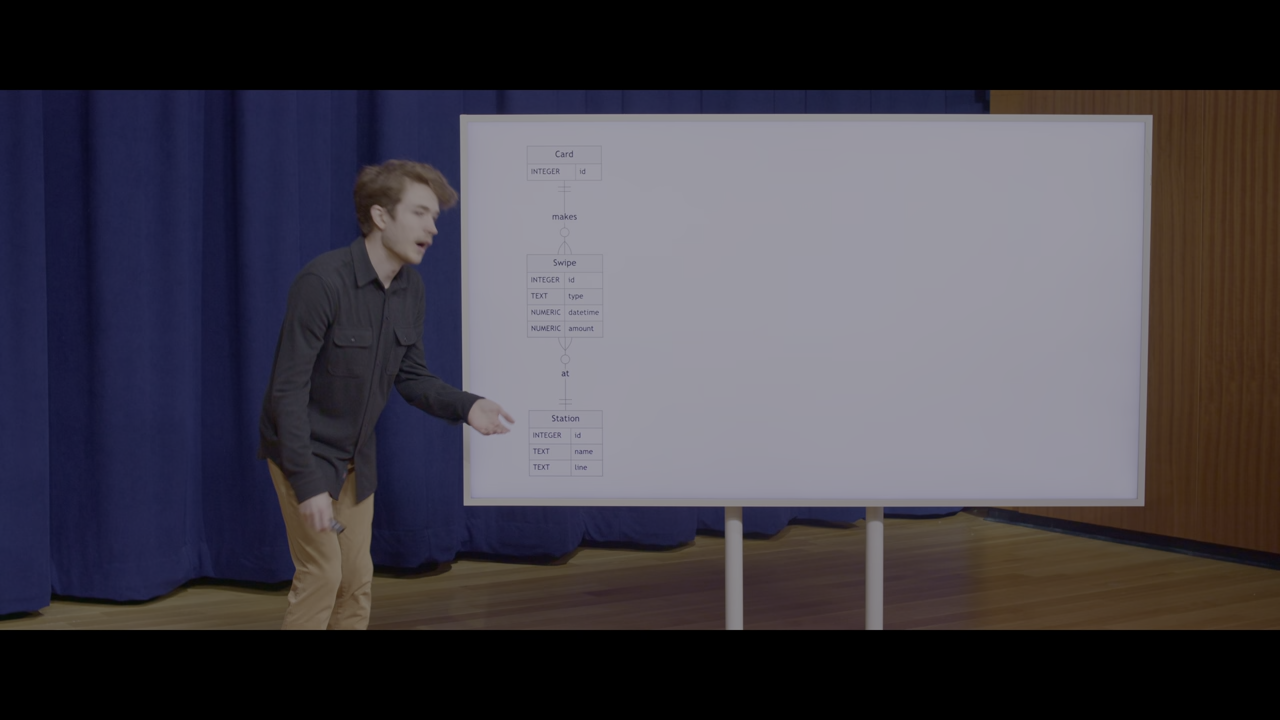 Card
INTEGER id
makes
Swipe
INTEGER id
TEXT type
NUMERIC datetime
NUMERIC amount
at
Station
INTEGER id
TEXT name
TEXT line